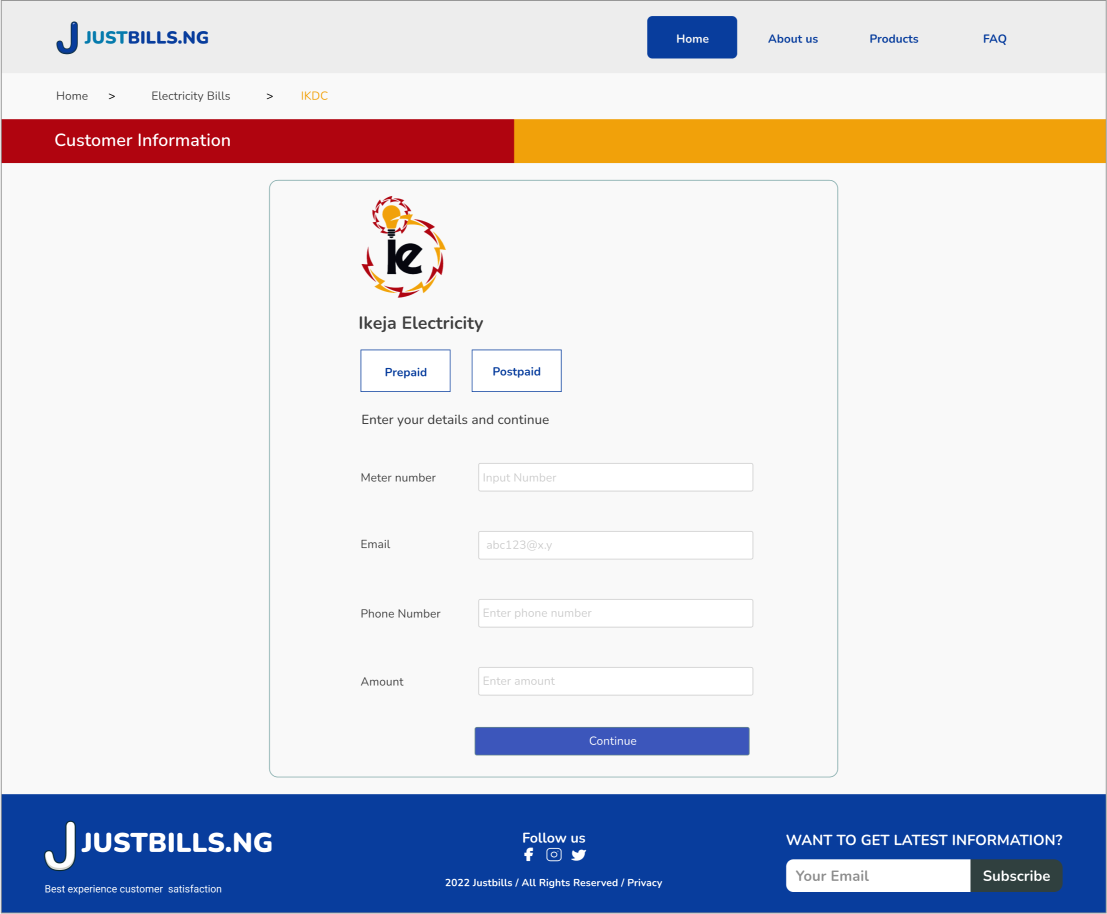 JUSTBILLS.NG
Home About us Products FAQ
Home > Electricity Bills > IKDC
Customer Information
ie
Ikeja Electricity
Prepaid Postpaid
Enter your details and continue
Meter number Input Number
Email abc123@x.y
Phone Number Enter phone number
Amount Enter amount
Continue
JUSTBILLS.NG
Best experience customer satisfaction
Follow us
2022 Justbills / All Rights Reserved / Privacy
WANT TO GET LATEST INFORMATION?
Your Email Subscribe